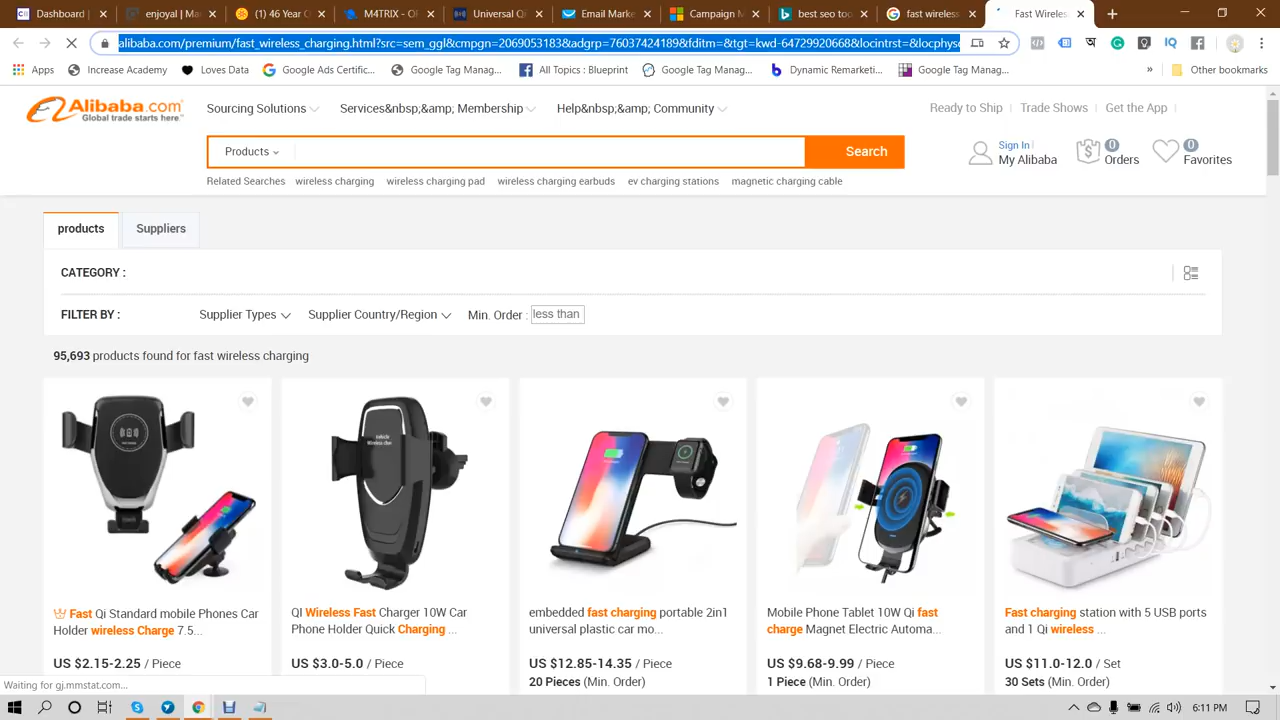 Dashboard
enjoyal M
M4TRIX - Ol
Universal Qi
Email Marke
Campaign M
best seo too
fast wireless
Fast wireles
alibaba.com/premium/fast_wireless_charging.html?src=sem_ggl&cmpgn=2069053183&adgrp=76037424189&fditm=&tgt=kwd-64729920668&locintrst=&locphysc
Apps
Increase Academy
Loves Data
Google Ads Certific...
Google Tag Manag...
All Topics : Blueprint
Google Tag Manag...
Dynamic Remarketi...
Google Tag Manag...
»
Other bookmarks
Alibaba.com
Global trade starts here.™
Sourcing Solutions
Services&nbsp;&amp; Membership
Help&nbsp;&amp; Community
Ready to Ship
Trade Shows
Get the App
Products
Search
Sign In
My Alibaba
0
Orders
0
Favorites
Related Searches wireless charging wireless charging pad wireless charging earbuds ev charging stations magnetic charging cable
products
Suppliers
CATEGORY :
FILTER BY :
Supplier Types
Supplier Country/Region
Min. Order :
less than
95,693 products found for fast wireless charging
Fast Qi Standard mobile Phones Car
Holder wireless Charge 7.5...
US $2.15-2.25 / Piece
QI Wireless Fast Charger 10W Car
Phone Holder Quick Charging ...
US $3.0-5.0 / Piece
embedded fast charging portable 2in1
universal plastic car mo...
US $12.85-14.35 / Piece
20 Pieces (Min. Order)
Mobile Phone Tablet 10W Qi fast
charge Magnet Electric Automa...
US $9.68-9.99 / Piece
1 Piece (Min. Order)
Fast charging station with 5 USB ports
and 1 Qi wireless ...
US $11.0-12.0 / Set
30 Sets (Min. Order)
Waiting for gj.mmstat.com...
6:11 PM